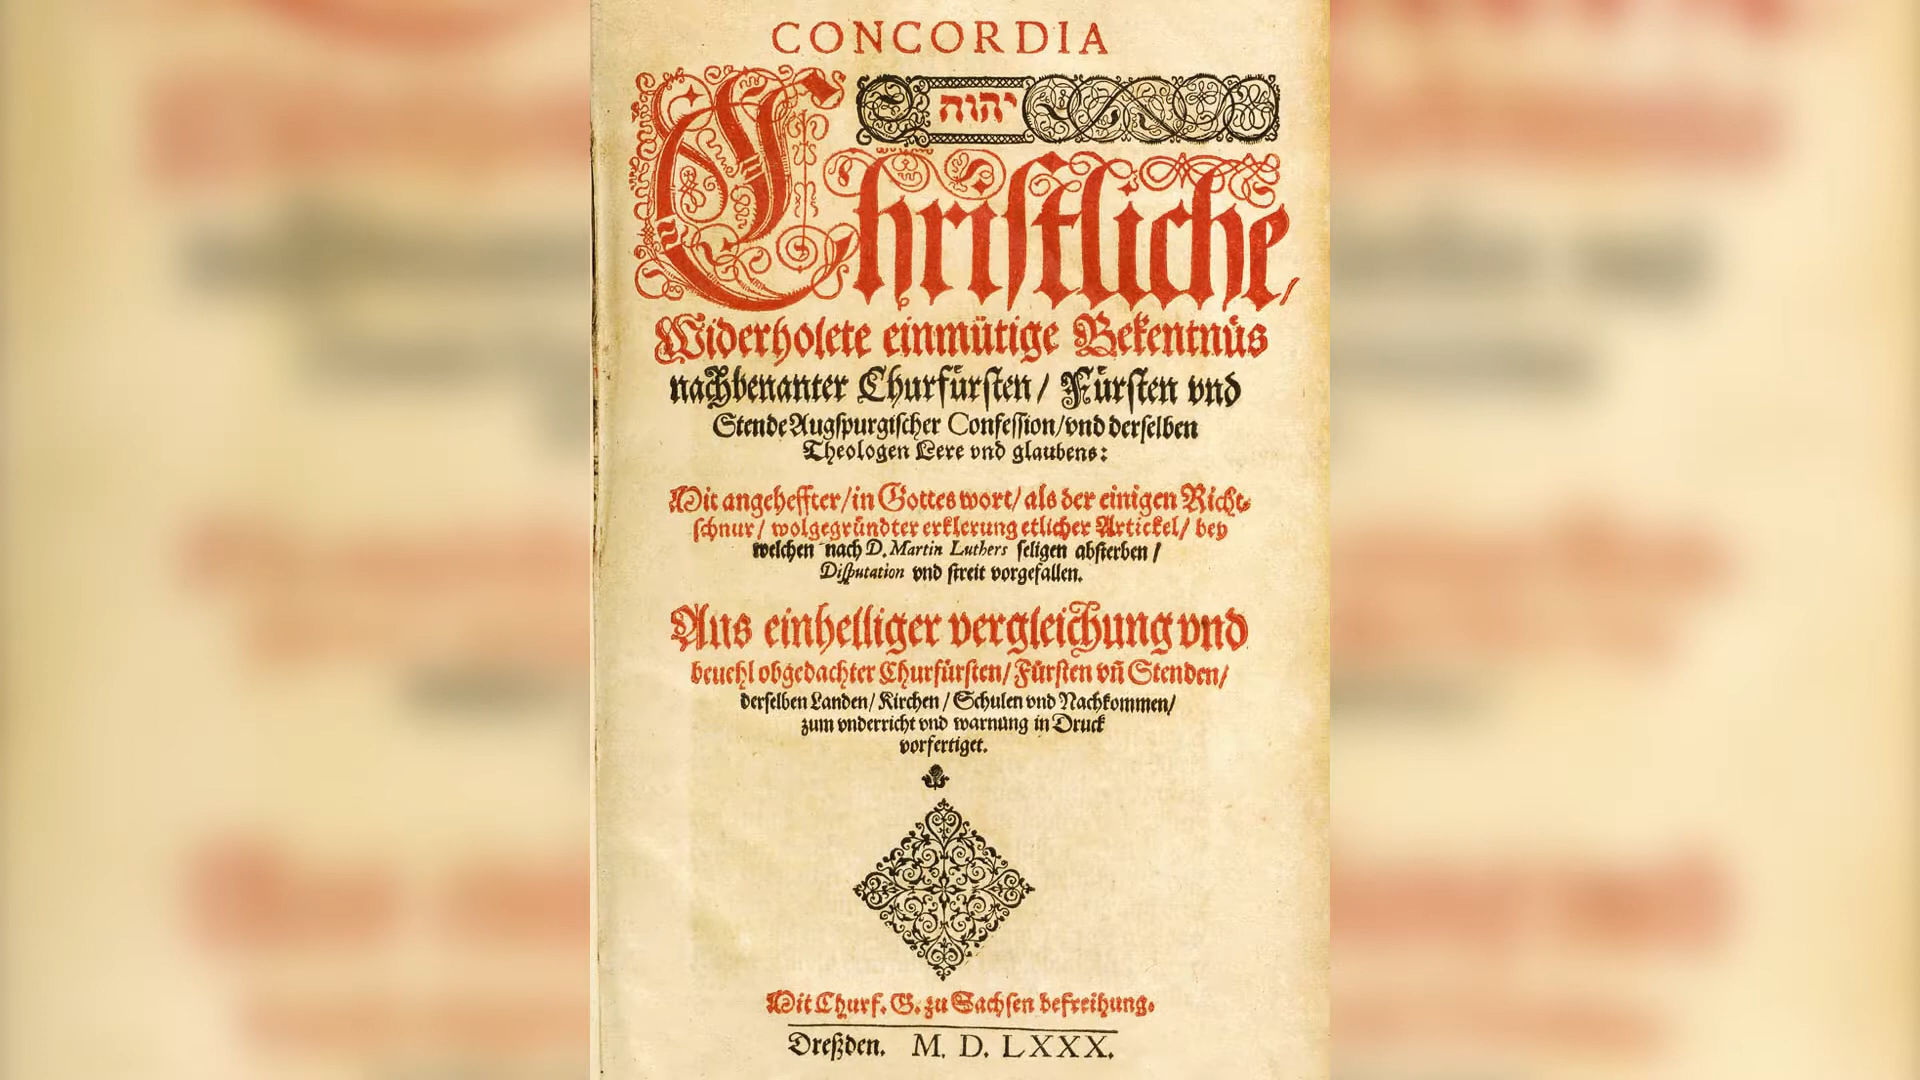 CONCORDIA
יהוה
Christliche,
Widerholete einmütige Bekentnüs
nachbenanter Churfürsten/ Fürsten vnd
Stende Augspurgischer Confession/vnd derselben
Theologen Lere vnd glaubens:
Mit angeheffter/in Gottes wort/ als der einigen Richt⸗
schnur/ wolgegründter erklerung etlicher Artickel/ bey
welchen nach D. Martin Luthers seligen absterben/
Disputation vnd streit vorgefallen.
Aus einhelliger vergleichung vnd
beuehl obgedachter Churfürsten/ Fürsten vñ Stenden/
derselben Landen/ Kirchen/ Schulen vnd Nachkommen/
zum vnderricht vnd warnung in Druck
vorfertiget.
Mit Churf. G. zu Sachsen befreihung.
Dreßden. M. D. LXXX.